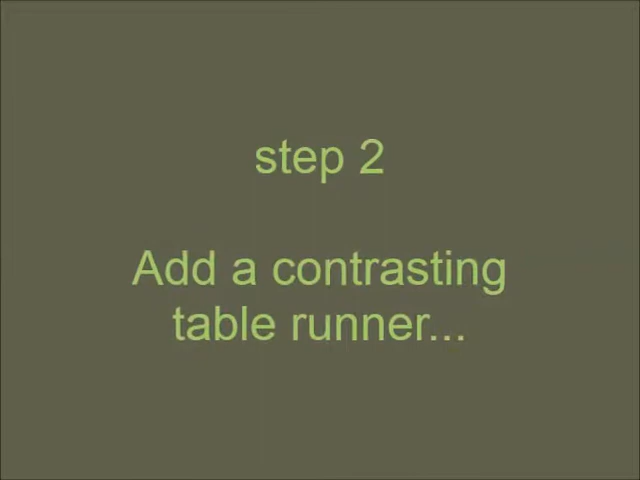 step 2
Add a contrasting
table runner...